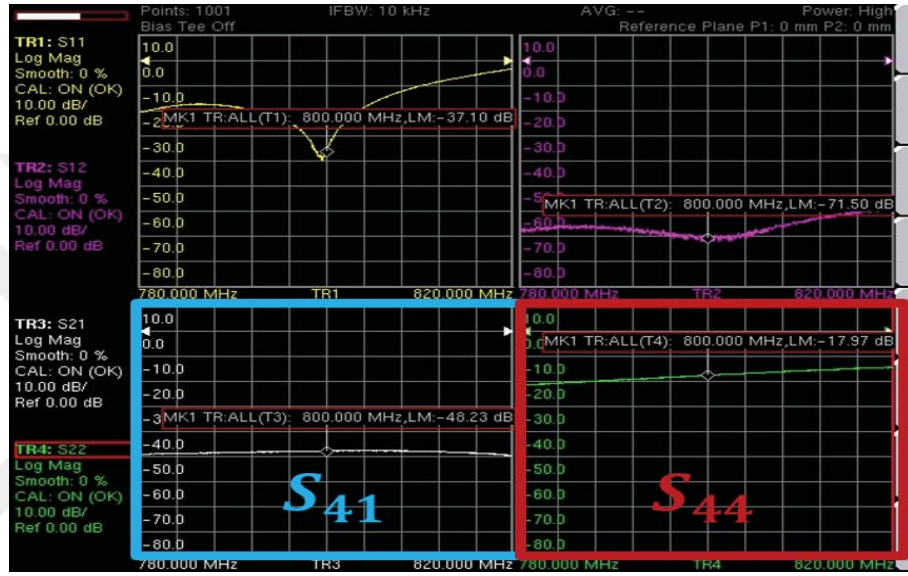 Points: 1001 IFBW: 10 kHz AVG: -- Power: High
Bias Tee Off Reference Plane P1: 0 mm P2: 0 mm
TR1: S11
Log Mag
Smooth: 0 %
CAL: ON (OK)
10.00 dB/
Ref 0.00 dB
10.0
0.0
-10.0
MK1 TR:ALL(T1): 800.000 MHz,LM:-37.10 dB
-30.0
-40.0
-50.0
-60.0
-70.0
-80.0
780.000 MHz TR1 820.000 MHz
TR2: S12
Log Mag
Smooth: 0 %
CAL: ON (OK)
10.00 dB/
Ref 0.00 dB
10.0
0.0
-10.0
-20.0
-30.0
-40.0
MK1 TR:ALL(T2): 800.000 MHz,LM:-71.50 dB
-60.0
-70.0
-80.0
780.000 MHz TR2 820.000 MHz
TR3: S21
Log Mag
Smooth: 0 %
CAL: ON (OK)
10.00 dB/
Ref 0.00 dB
10.0
0.0
-10.0
-20.0
MK1 TR:ALL(T3): 800.000 MHz,LM:-48.23 dB
-40.0
-50.0
-60.0
-70.0
-80.0
S41
780.000 MHz TR3 820.000 MHz
TR4: S22
Log Mag
Smooth: 0 %
CAL: ON (OK)
10.00 dB/
Ref 0.00 dB
10.0
MK1 TR:ALL(T4): 800.000 MHz,LM:-17.97 dB
-10.0
-20.0
-30.0
-40.0
-50.0
-60.0
-70.0
-80.0
S44
780.000 MHz TR4 820.000 MHz